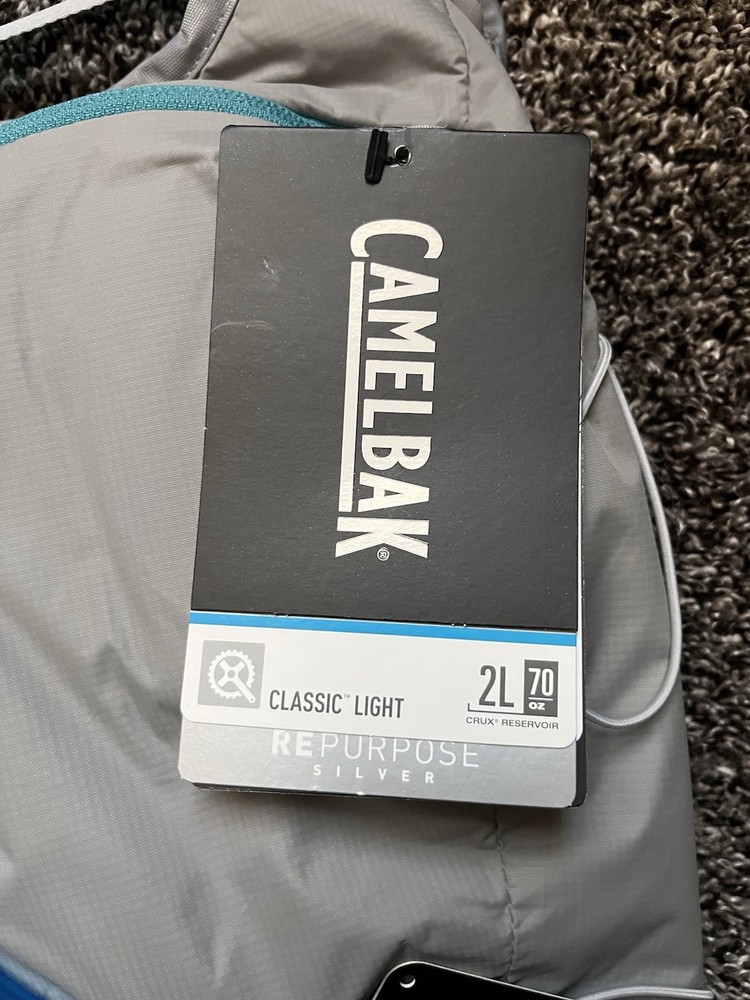 CAMELBAK®
CLASSIC™ LIGHT
2L 70 oz
CRUX® RESERVOIR
REPURPOSE
SILVER